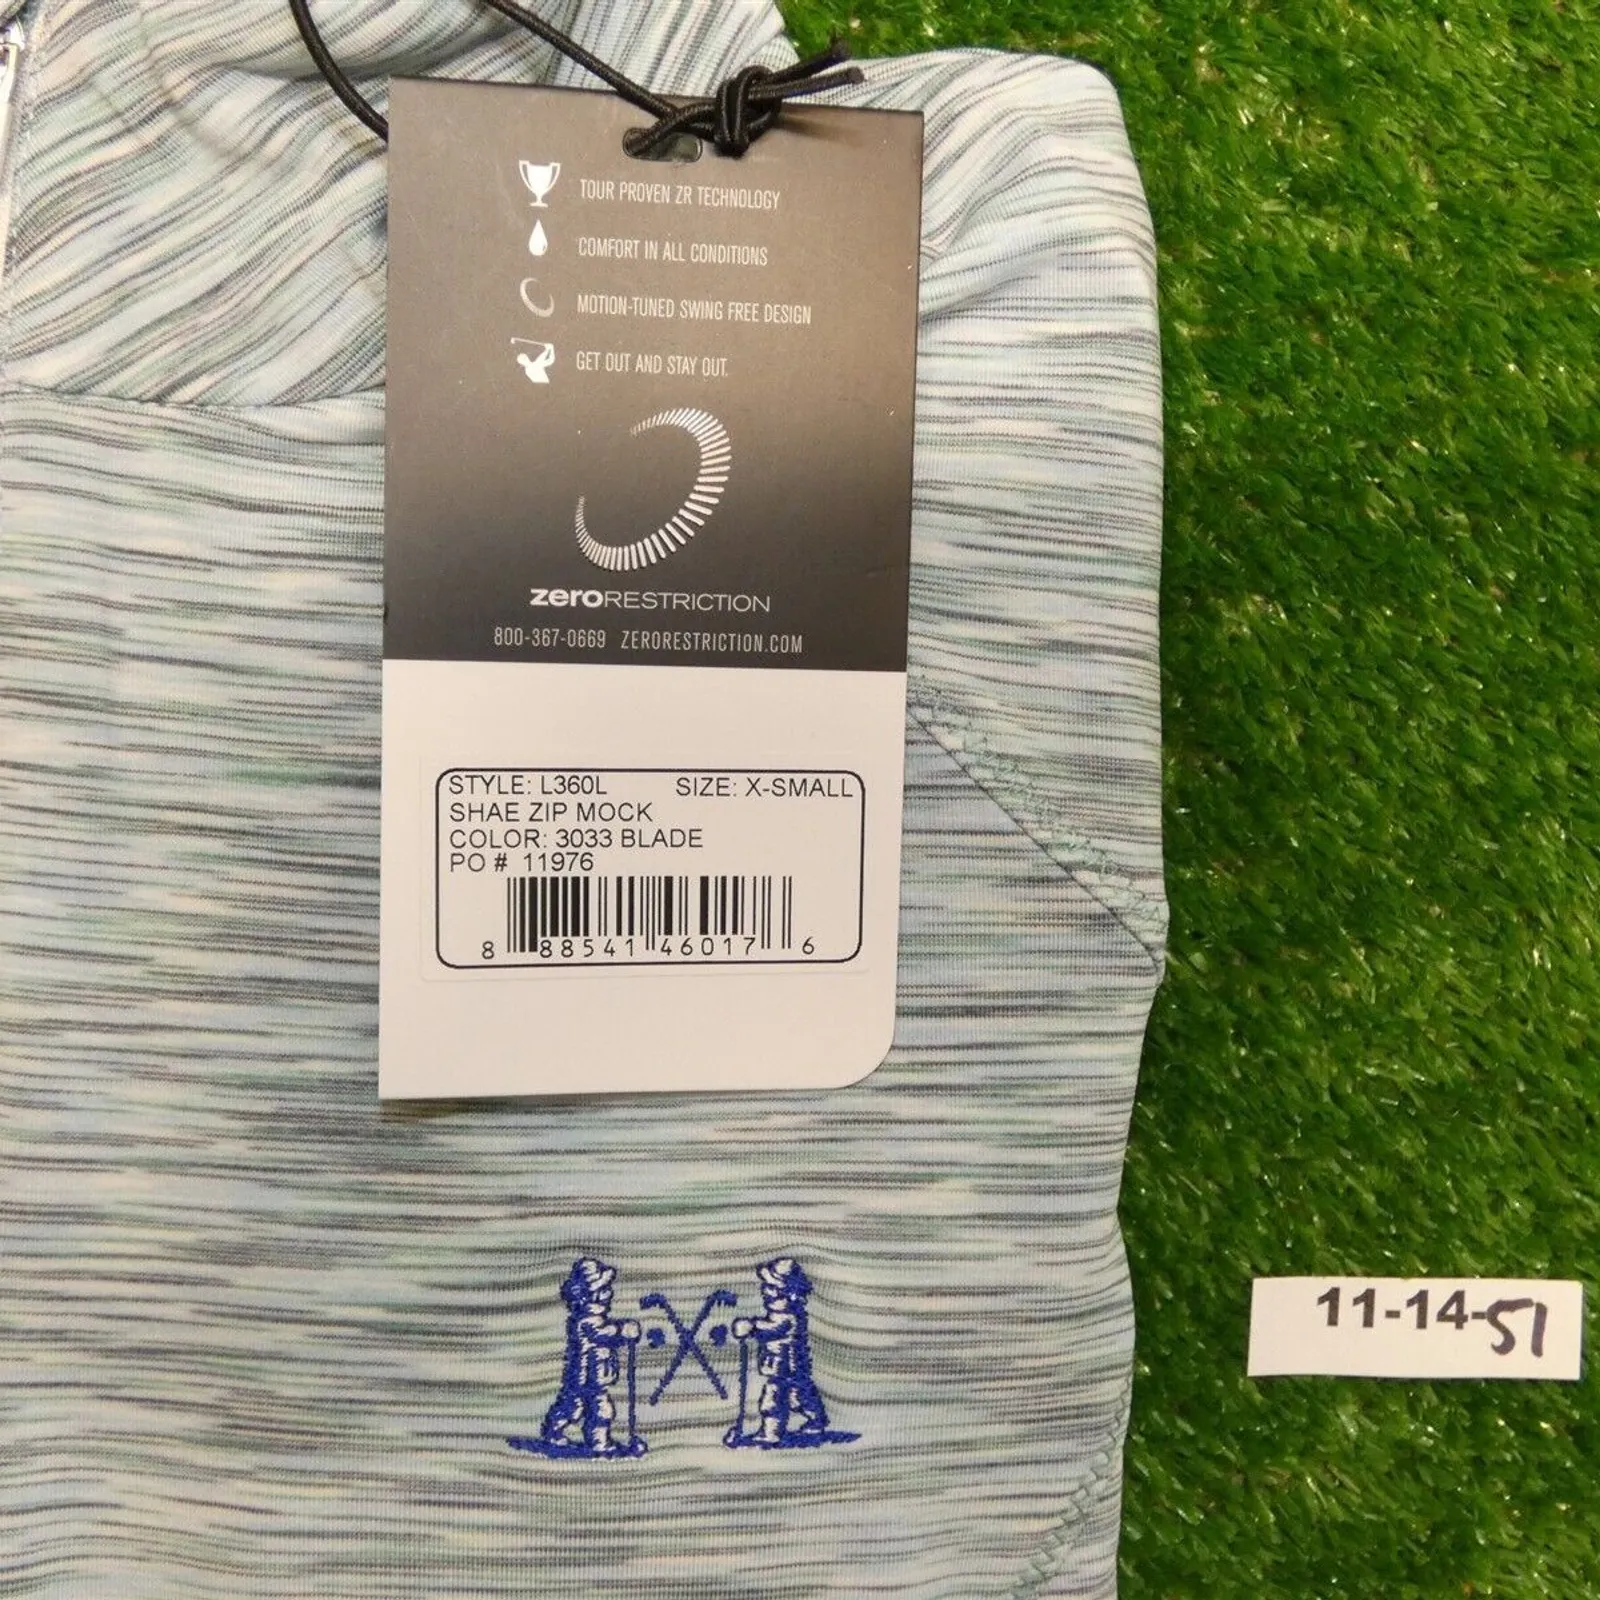 TOUR PROVEN ZR TECHNOLOGY
COMFORT IN ALL CONDITIONS
MOTION-TUNED SWING FREE DESIGN
GET OUT AND STAY OUT.
zeroRESTRICTION
800-367-0669 ZERORESTRICTION.COM
STYLE: L360L SIZE: X-SMALL
SHAE ZIP MOCK
COLOR: 3033 BLADE
PO # 11976
8 88541 46017 6
11-14-51